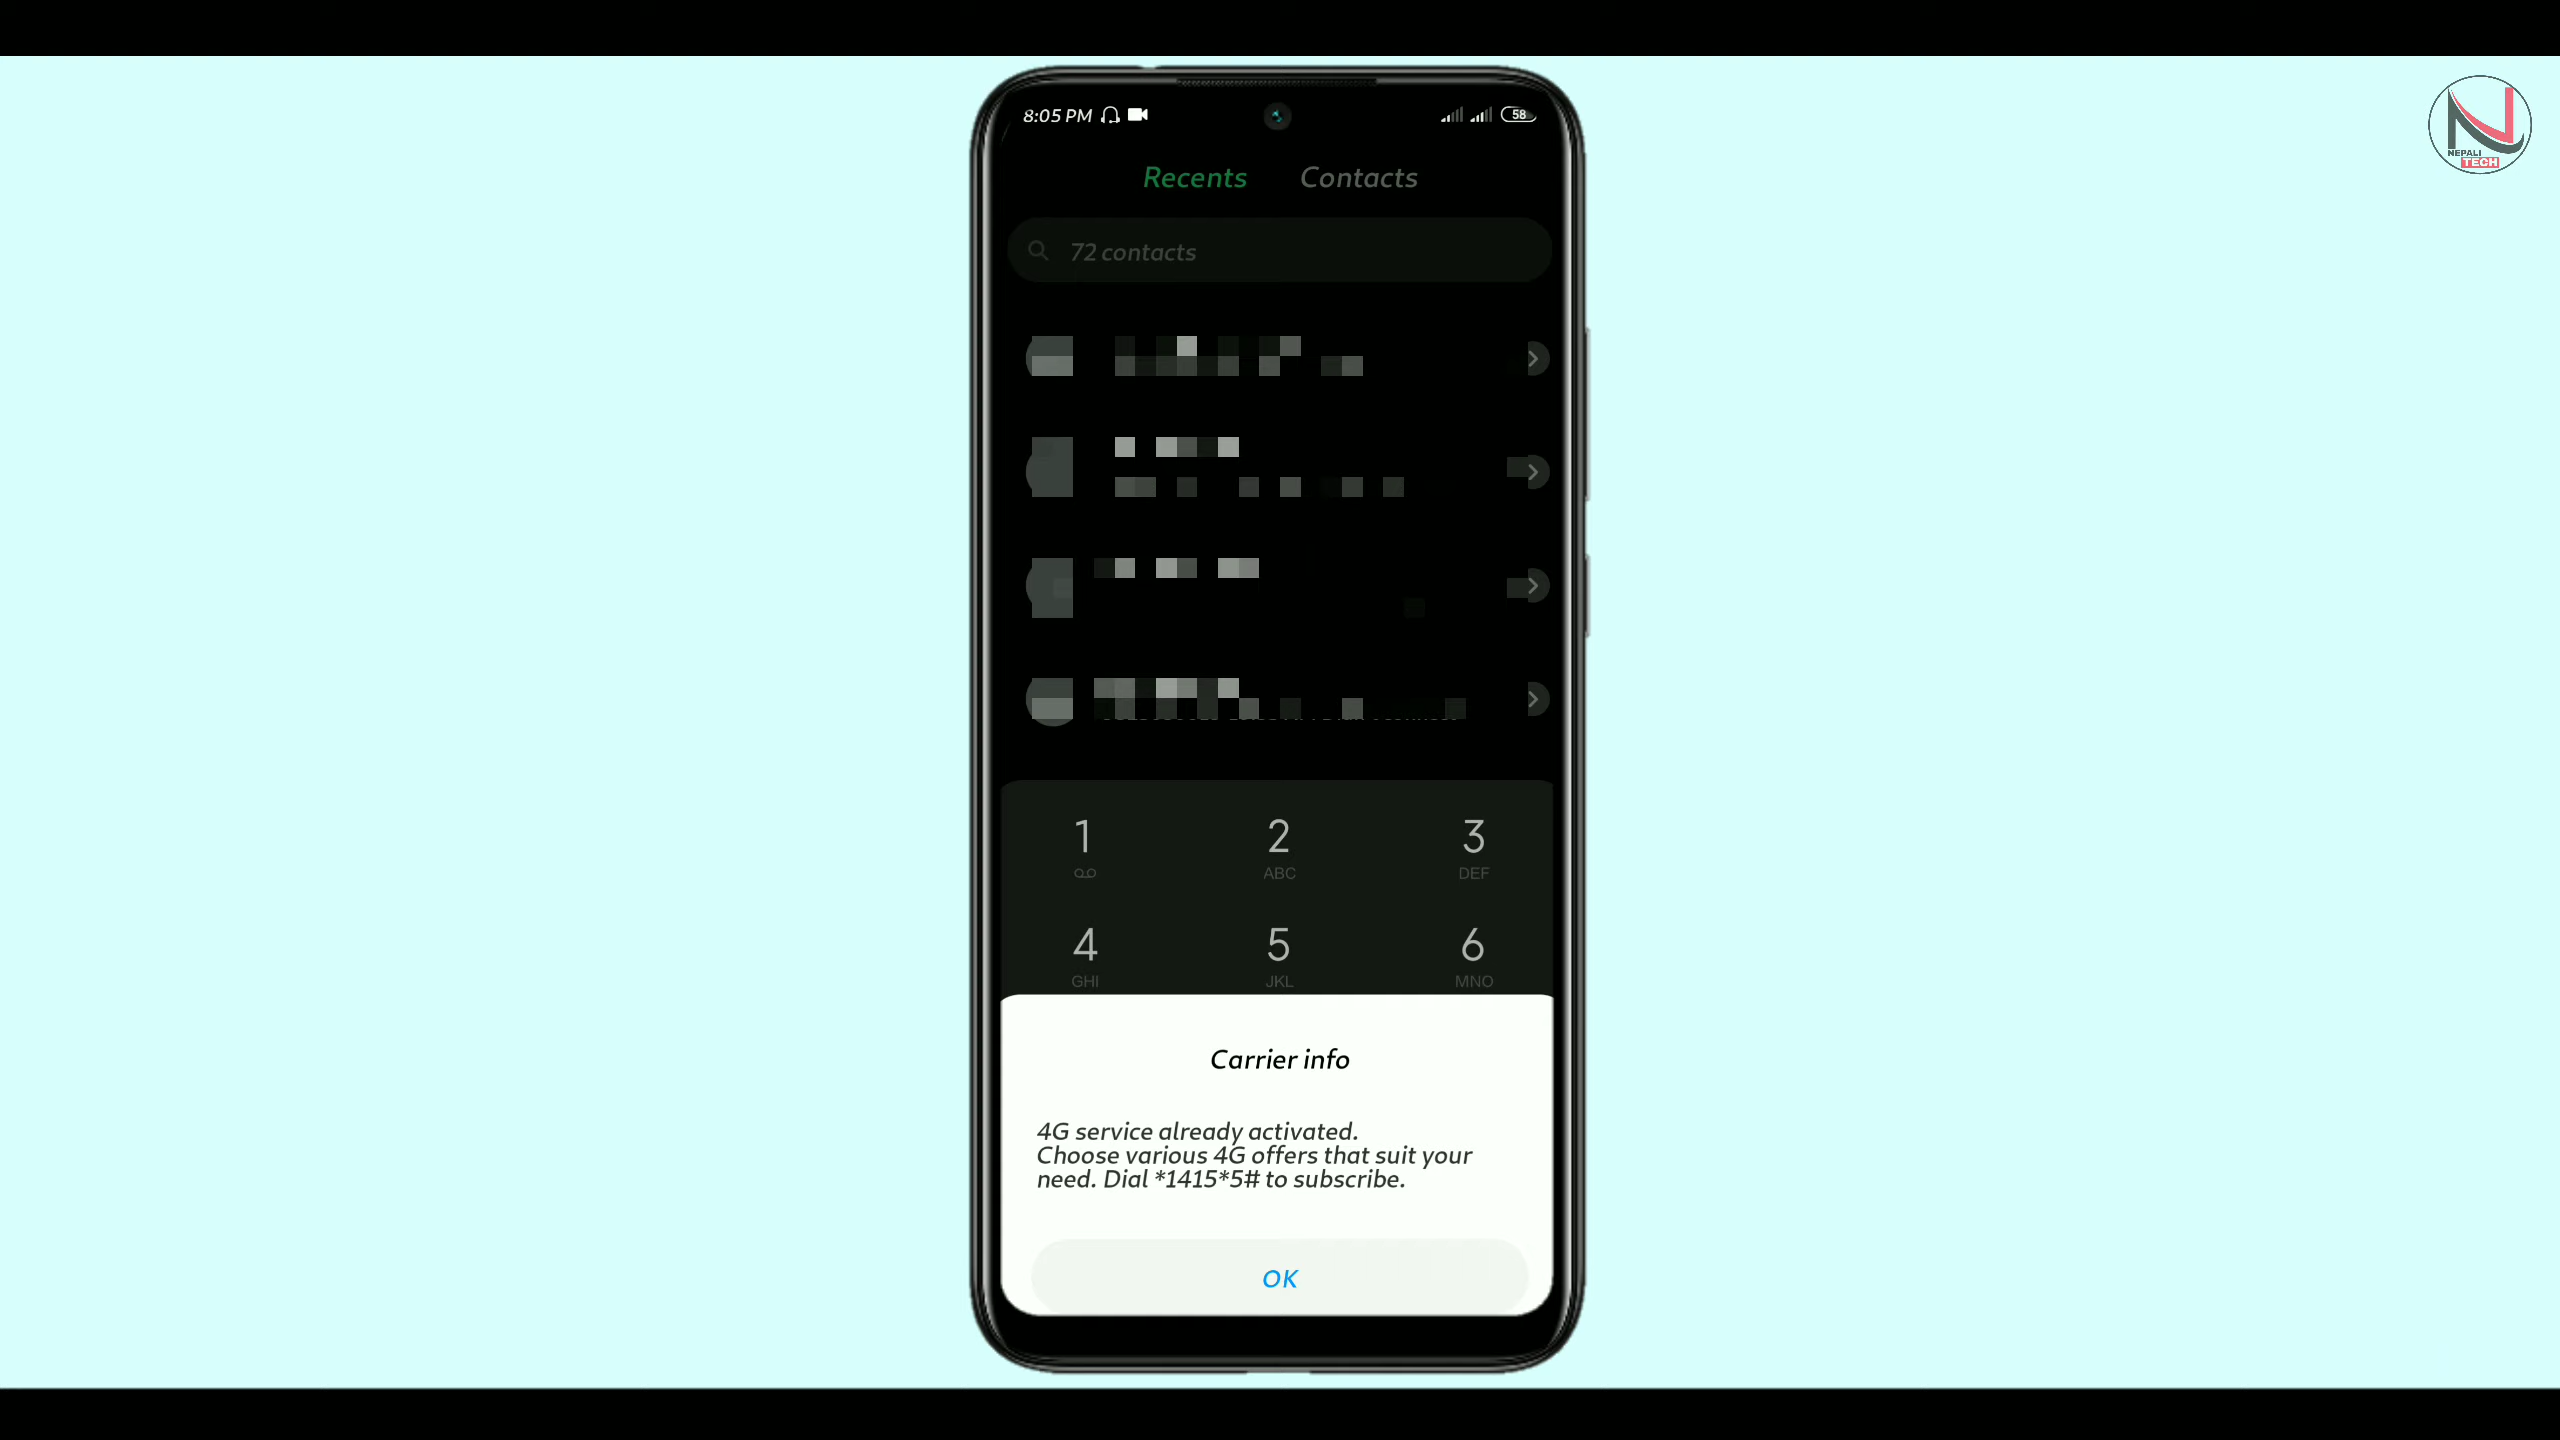 8:05 PM
58
NEPALI
TECH
Recents Contacts
72 contacts
1 2 3
ABC DEF
4 5 6
GHI JKL MNO
Carrier info
4G service already activated.
Choose various 4G offers that suit your
need. Dial *1415*5# to subscribe.
OK